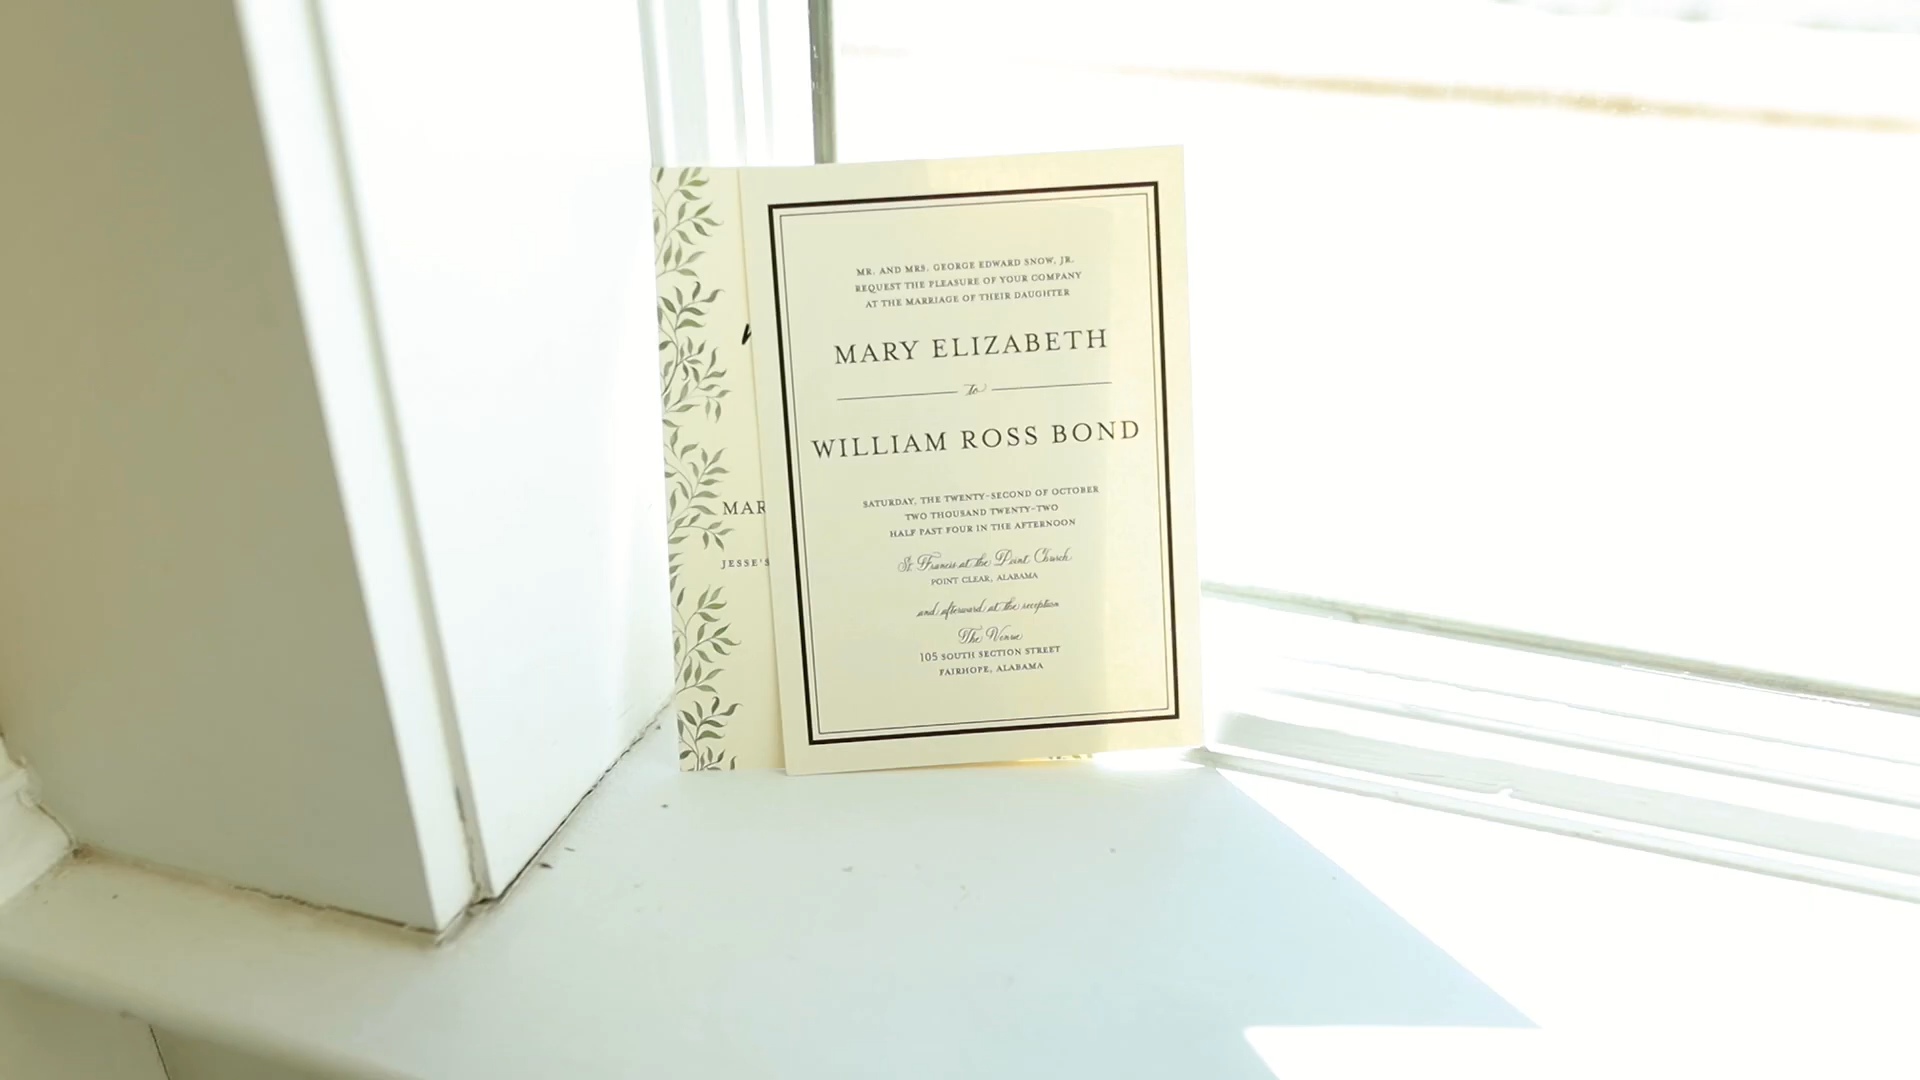 MR. AND MRS. GEORGE EDWARD SNOW, JR.
REQUEST THE PLEASURE OF YOUR COMPANY
AT THE MARRIAGE OF THEIR DAUGHTER
MARY ELIZABETH
to
WILLIAM ROSS BOND
SATURDAY, THE TWENTY-SECOND OF OCTOBER
TWO THOUSAND TWENTY-TWO
HALF PAST FOUR IN THE AFTERNOON
St. Francis at the Point Church
POINT CLEAR, ALABAMA
and afterward at the reception
The Venue
105 SOUTH SECTION STREET
FAIRHOPE, ALABAMA
MAR
JESSE'S